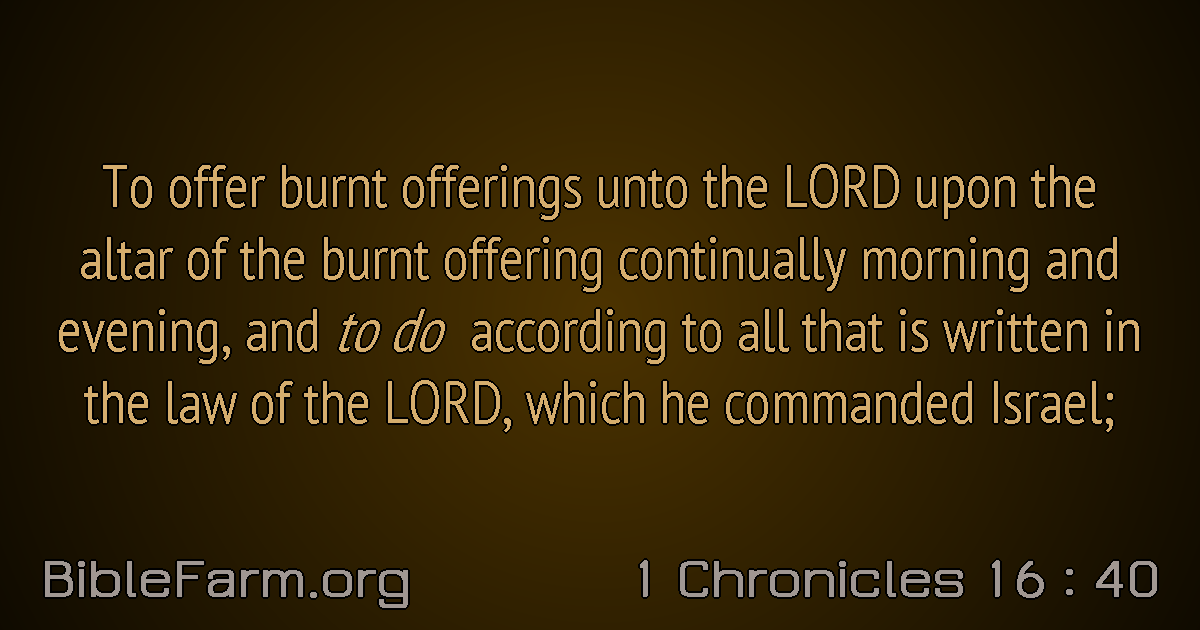 To offer burnt offerings unto the LORD upon the
altar of the burnt offering continually morning and
evening, and to do according to all that is written in
the law of the LORD, which he commanded Israel;
BibleFarm.org
1 Chronicles 16 : 40